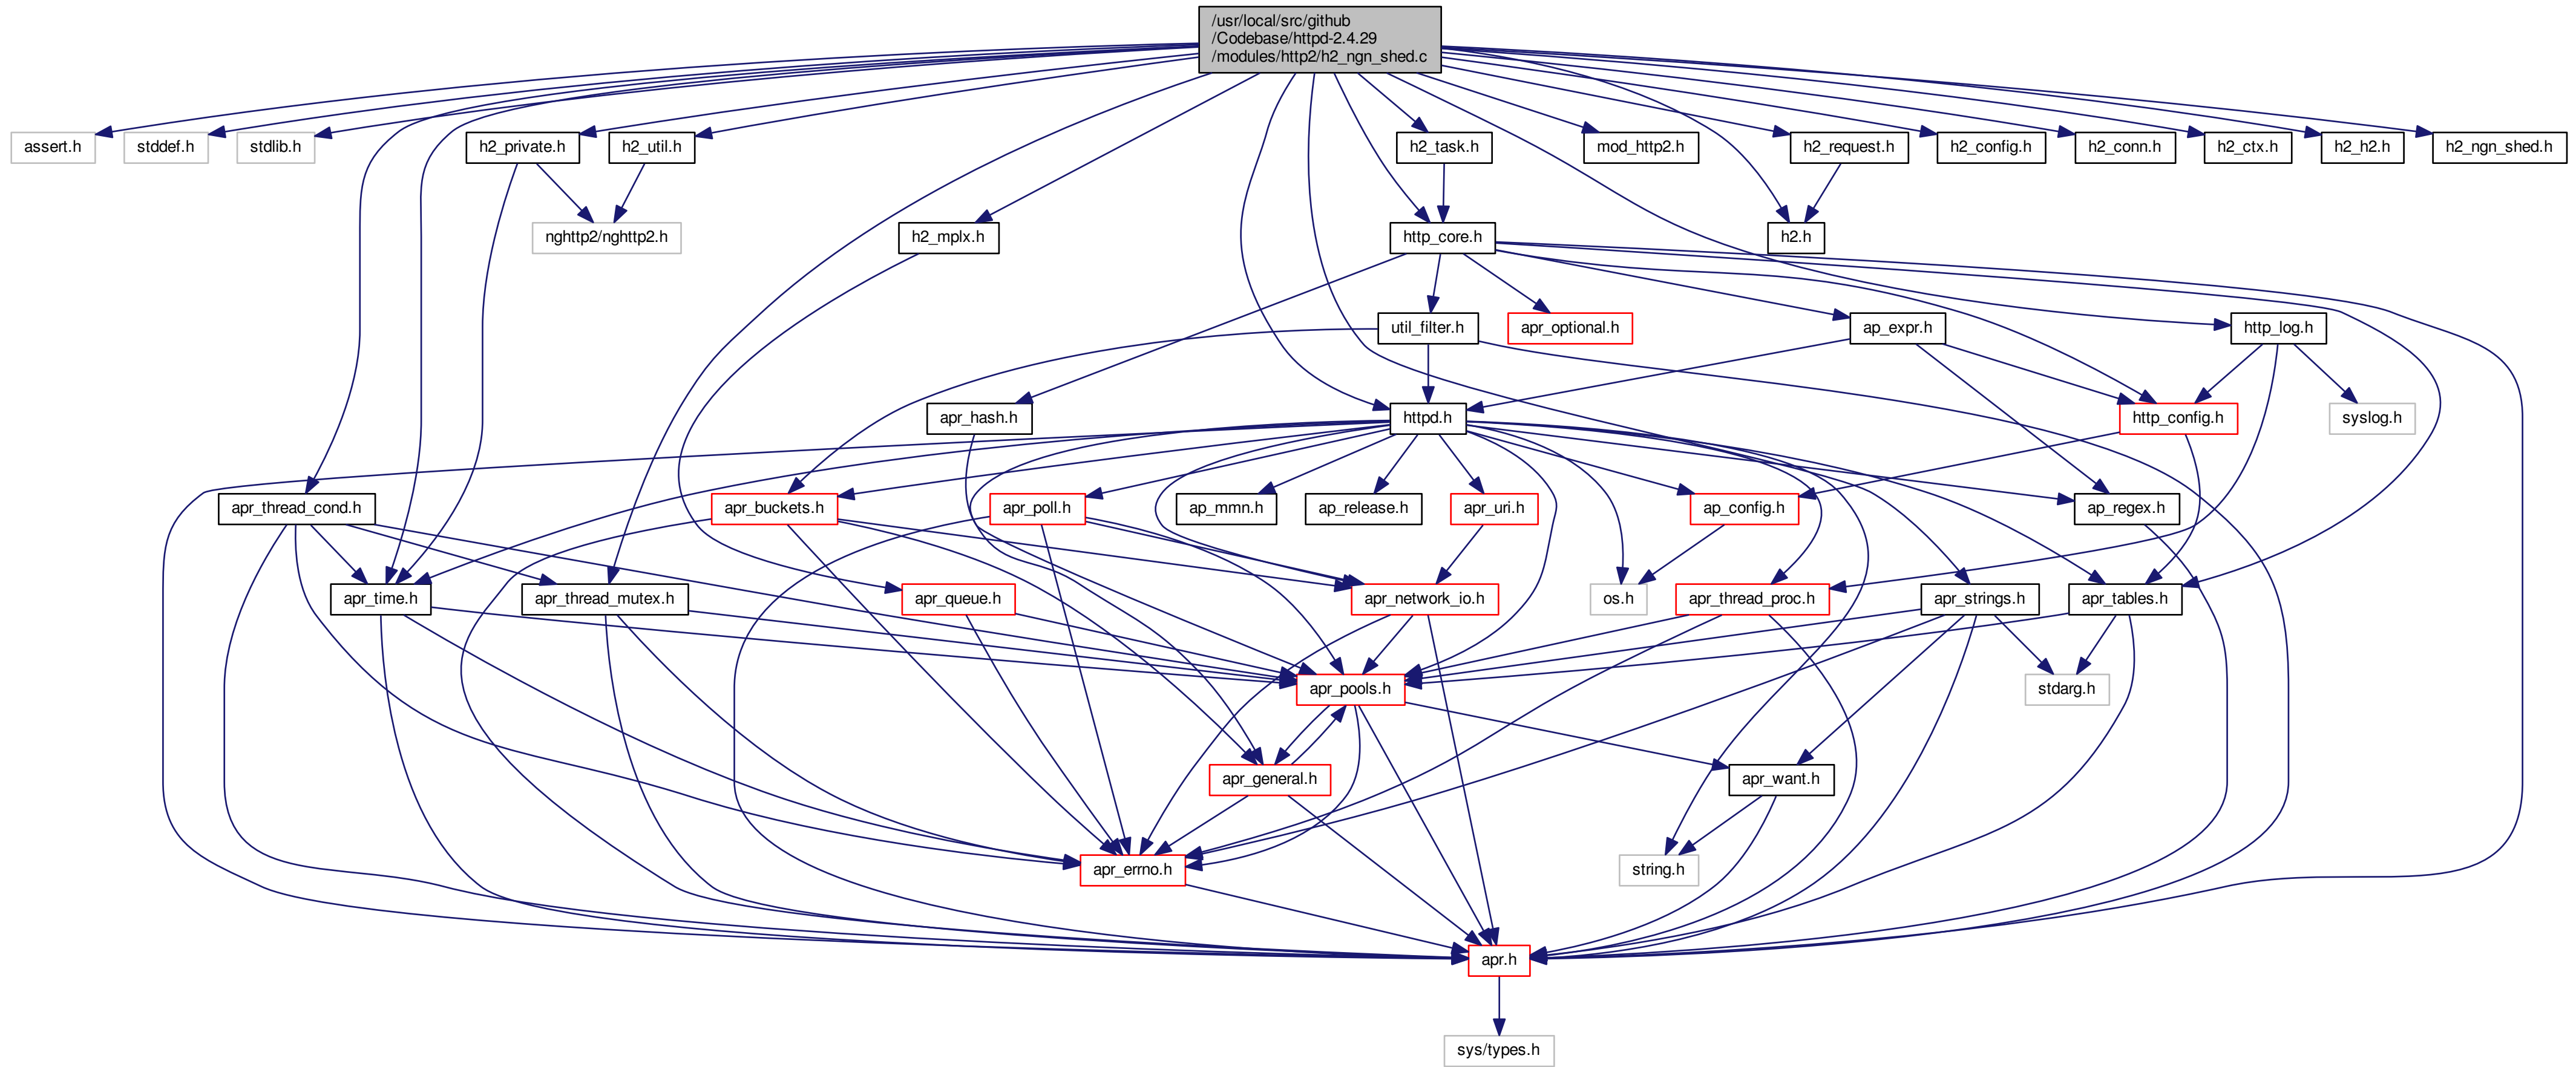 /usr/local/src/github
/Codebase/httpd-2.4.29
/modules/http2/h2_ngn_shed.c
assert.h
stddef.h
stdlib.h
h2_private.h
h2_util.h
h2_task.h
mod_http2.h
h2_request.h
h2_config.h
h2_conn.h
h2_ctx.h
h2_h2.h
h2_ngn_shed.h
nghttp2/nghttp2.h
h2_mplx.h
http_core.h
h2.h
util_filter.h
apr_optional.h
ap_expr.h
http_log.h
apr_hash.h
httpd.h
http_config.h
syslog.h
apr_thread_cond.h
apr_buckets.h
apr_poll.h
ap_mmn.h
ap_release.h
apr_uri.h
ap_config.h
ap_regex.h
apr_time.h
apr_thread_mutex.h
apr_queue.h
apr_network_io.h
os.h
apr_thread_proc.h
apr_strings.h
apr_tables.h
apr_pools.h
stdarg.h
apr_general.h
apr_want.h
apr_errno.h
string.h
apr.h
sys/types.h